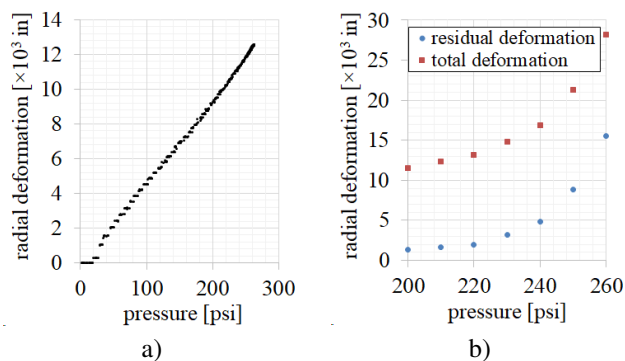 14
12
10
8
6
4
2
0
radial deformation [×10³ in]
0 100 200 300
pressure [psi]
a)
30
25
20
15
10
5
0
radial deformation [×10³ in]
residual deformation
total deformation
200 220 240 260
pressure [psi]
b)